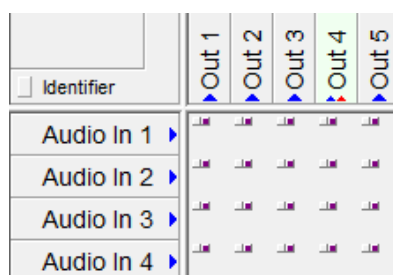 Out 1
Out 2
Out 3
Out 4
Out 5
Identifier
Audio In 1
Audio In 2
Audio In 3
Audio In 4